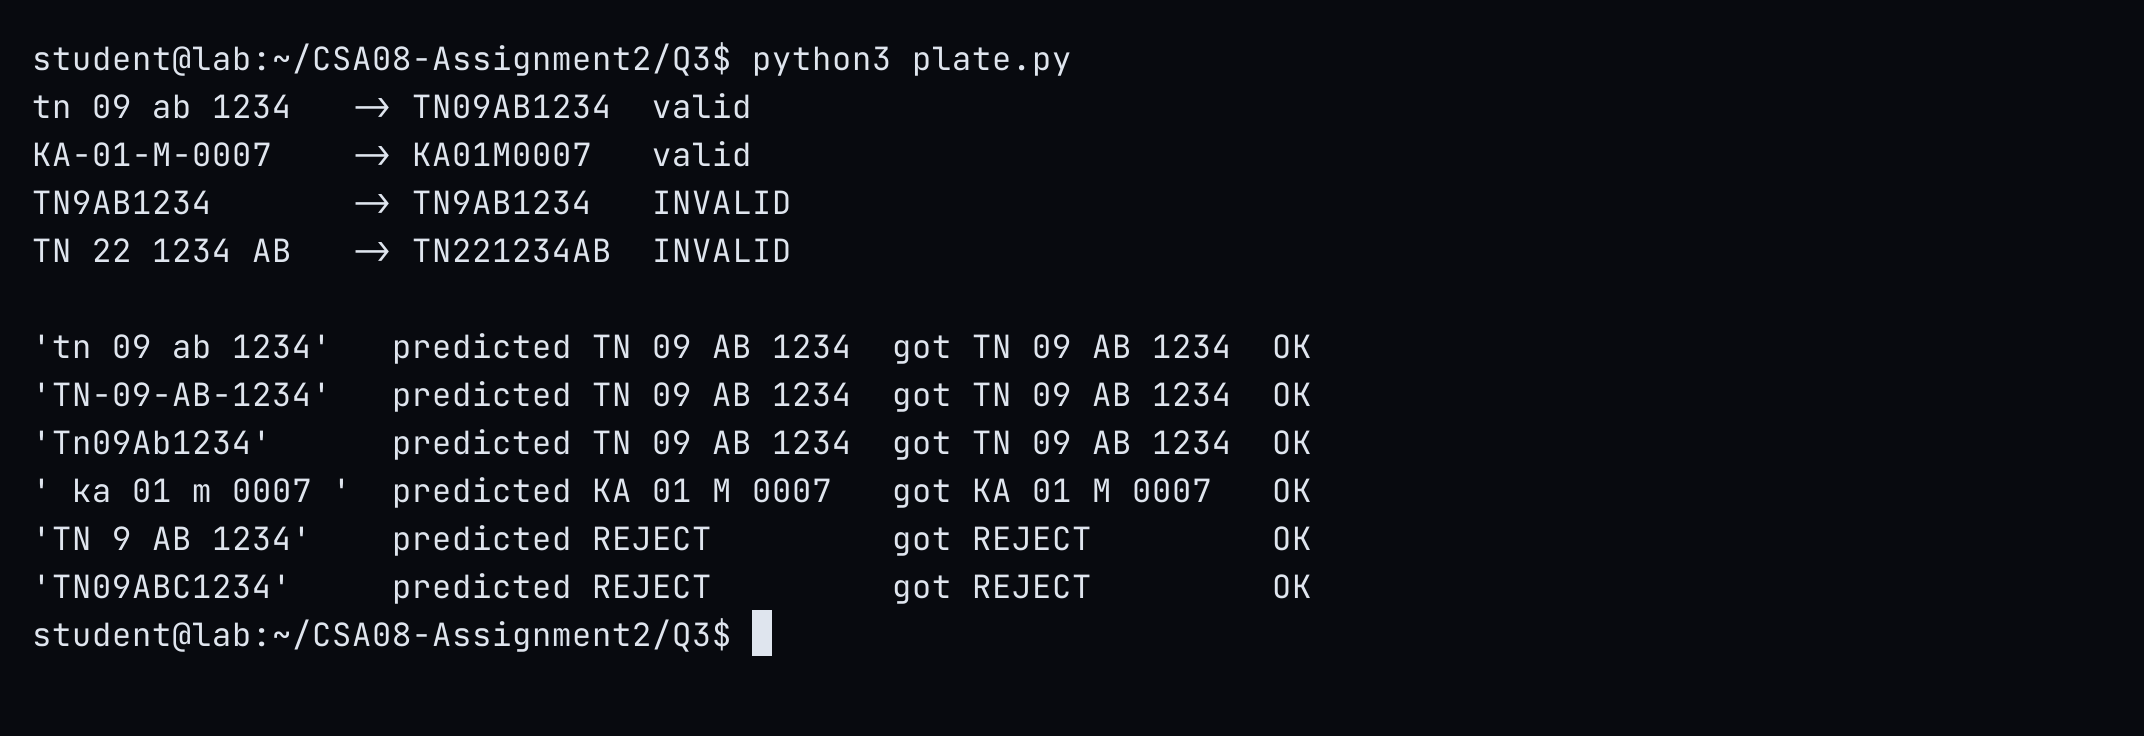 student@lab:~/CSA08-Assignment2/Q3$ python3 plate.py
tn 09 ab 1234   -> TN09AB1234  valid
KA-01-M-0007    -> KA01M0007   valid
TN9AB1234       -> TN9AB1234   INVALID
TN 22 1234 AB   -> TN221234AB  INVALID

'tn 09 ab 1234'   predicted TN 09 AB 1234  got TN 09 AB 1234  OK
'TN-09-AB-1234'   predicted TN 09 AB 1234  got TN 09 AB 1234  OK
'Tn09Ab1234'      predicted TN 09 AB 1234  got TN 09 AB 1234  OK
' ka 01 m 0007 '  predicted KA 01 M 0007   got KA 01 M 0007   OK
'TN 9 AB 1234'    predicted REJECT         got REJECT         OK
'TN09ABC1234'     predicted REJECT         got REJECT         OK
student@lab:~/CSA08-Assignment2/Q3$